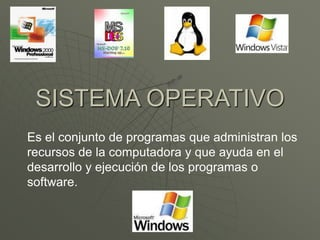 Microsoft
Windows 2000
Professional
MS
DOS
MS-DOS 7.10
Windows Vista
SISTEMA OPERATIVO
Es el conjunto de programas que administran los
recursos de la computadora y que ayuda en el
desarrollo y ejecución de los programas o
software.
Microsoft
Windows